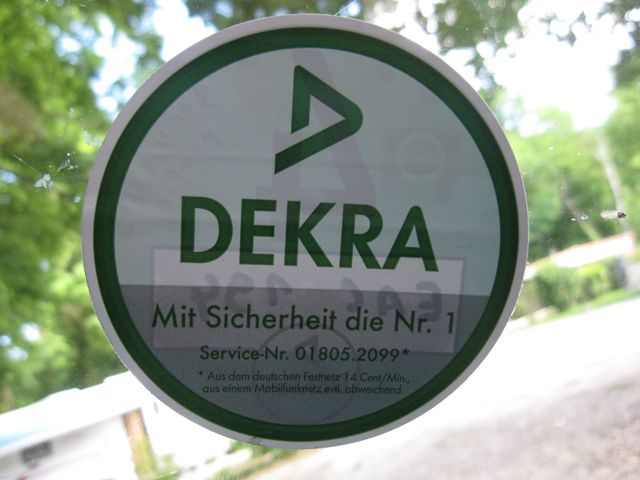 DEKRA
Mit Sicherheit die Nr. 1
Service-Nr. 01805.2099*
* Aus dem deutschen Festnetz 14 Cent/Min.,
aus einem Mobilfunknetz evtl. abweichend.